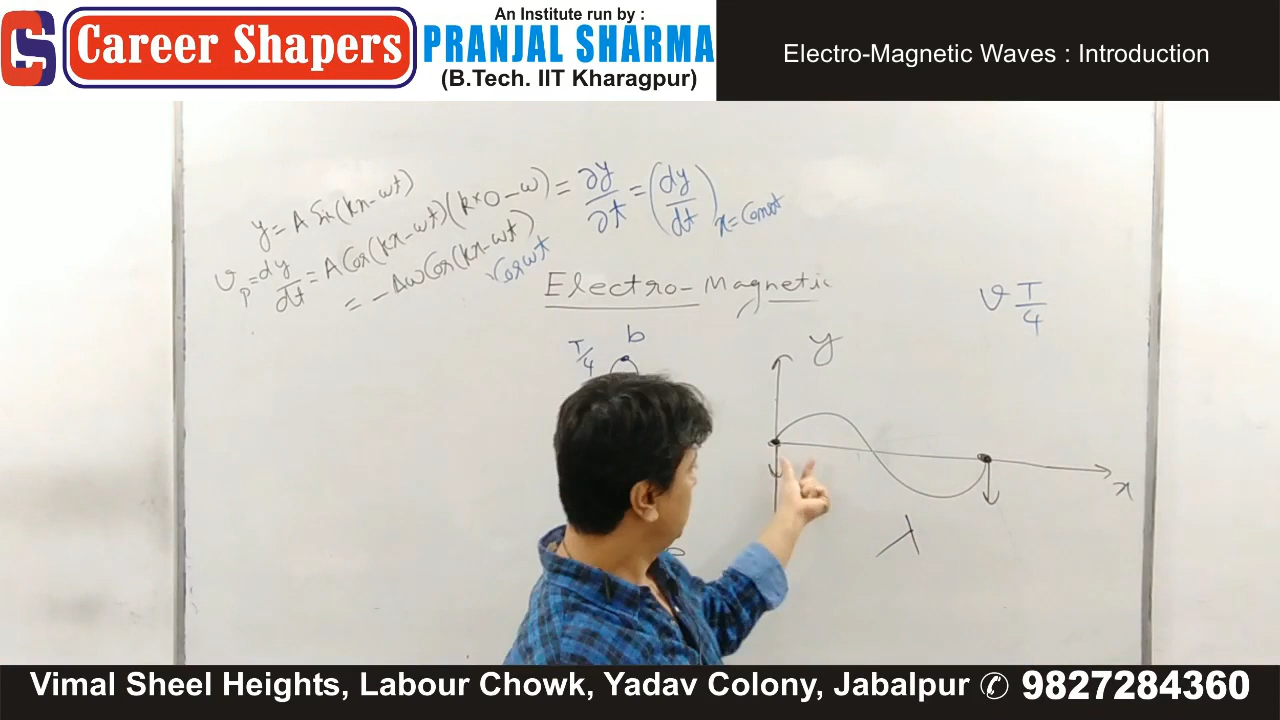 CS Career Shapers
An Institute run by :
PRANJAL SHARMA
(B.Tech. IIT Kharagpur)
Electro-Magnetic Waves : Introduction
y = A Sin(kx-ωt)
v_p = dy/dt = A Cos(kx-ωt)(k×0-ω) = ∂y/∂t = (dy/dt)x=Const
= -Aω Cos(kx-ωt)
Cosωt
Electro-Magnetic
v T/4
T/4 b
y
x
λ
Vimal Sheel Heights, Labour Chowk, Yadav Colony, Jabalpur ✆ 9827284360